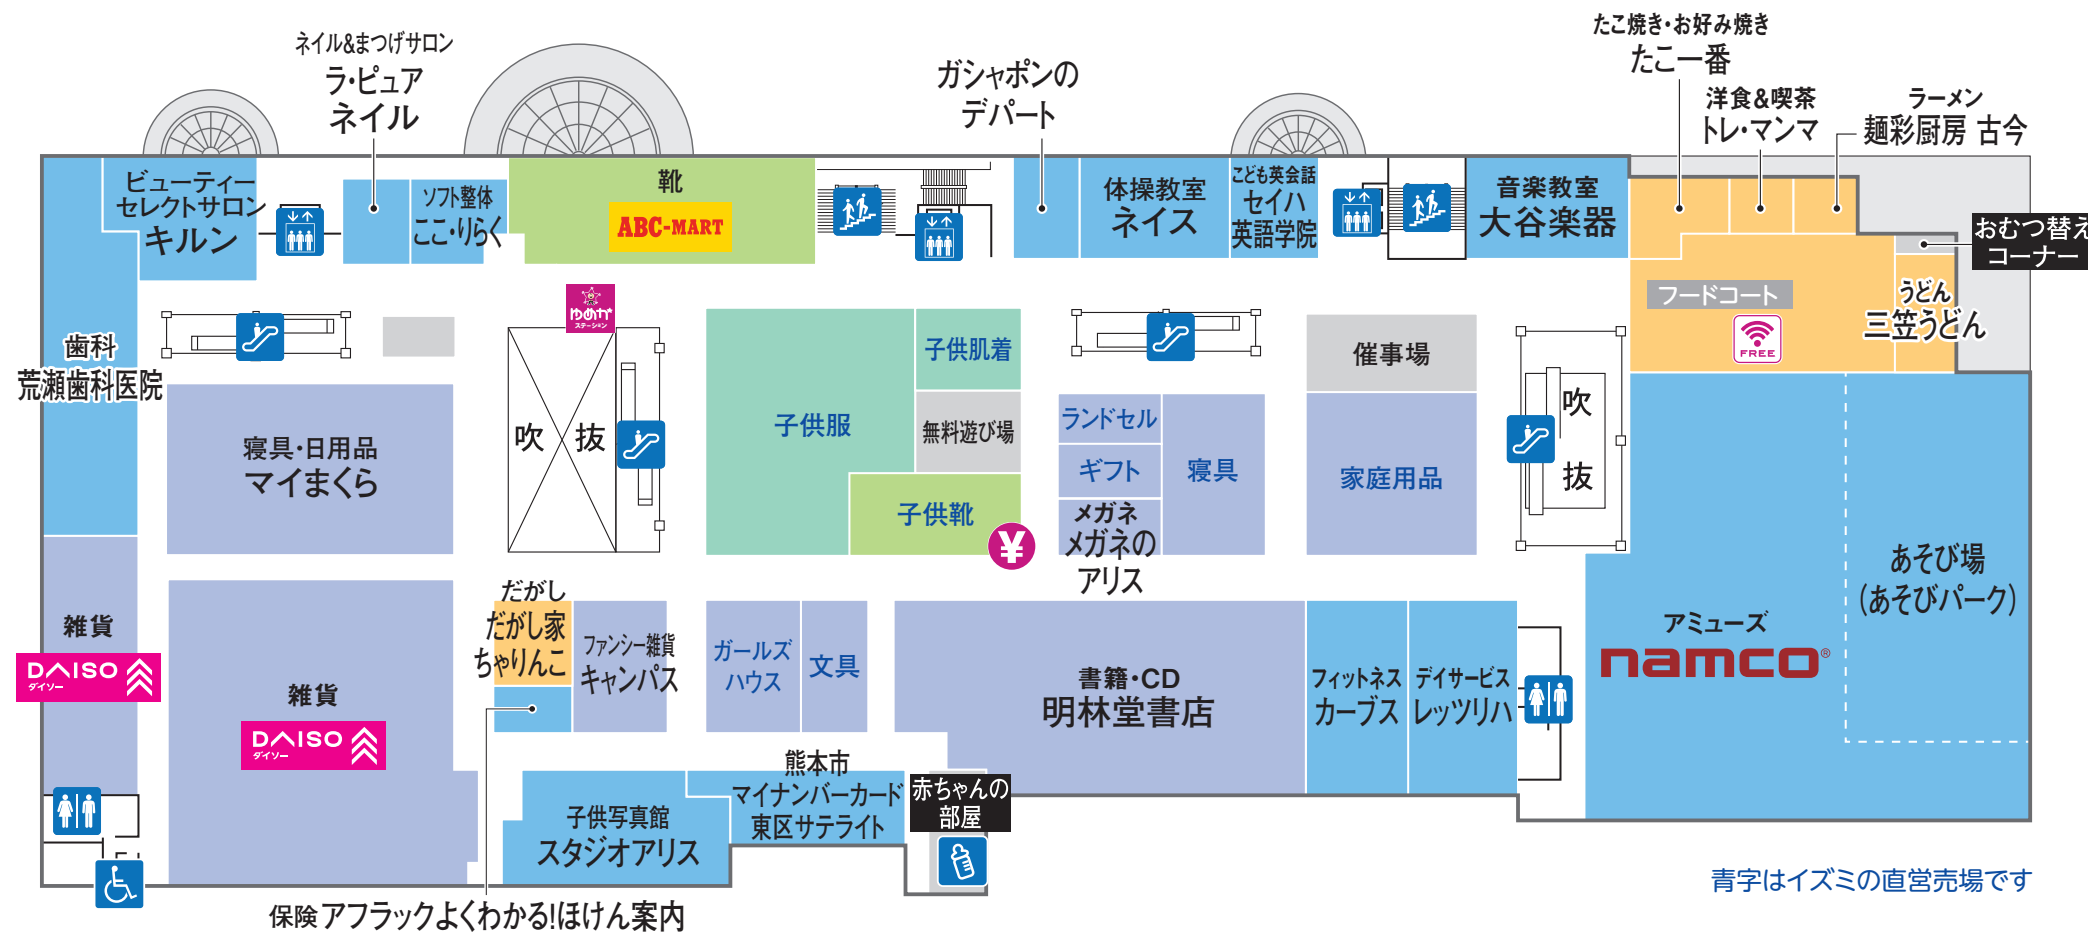 ネイル&まつげサロン
ラ・ピュア
ネイル
ガシャポンの
デパート
たこ焼き・お好み焼き
たこ一番
洋食&喫茶
トレ・マンマ
ラーメン
麺彩厨房 古今
ビューティー
セレクトサロン
キルン
ソフト整体
ここ・りらく
靴
ABC-MART
体操教室
ネイス
こども英会話
セイハ
英語学院
音楽教室
大谷楽器
おむつ替え
コーナー
フードコート
FREE
うどん
三笠うどん
歯科
荒瀬歯科医院
ゆめか
ステーション
寝具・日用品
マイまくら
吹 抜
子供服
子供肌着
無料遊び場
子供靴
¥
ランドセル
ギフト
寝具
メガネ
メガネの
アリス
催事場
家庭用品
吹
抜
あそび場
(あそびパーク)
アミューズ
namco®
雑貨
DAISO
ダイソー
雑貨
DAISO
ダイソー
だがし
だがし家
ちゃりんこ
ファンシー雑貨
キャンパス
ガールズ
ハウス
文具
書籍・CD
明林堂書店
フィットネス
カーブス
デイサービス
レッツリハ
子供写真館
スタジオアリス
熊本市
マイナンバーカード
東区サテライト
赤ちゃんの
部屋
保険 アフラックよくわかる!ほけん案内
青字はイズミの直営売場です